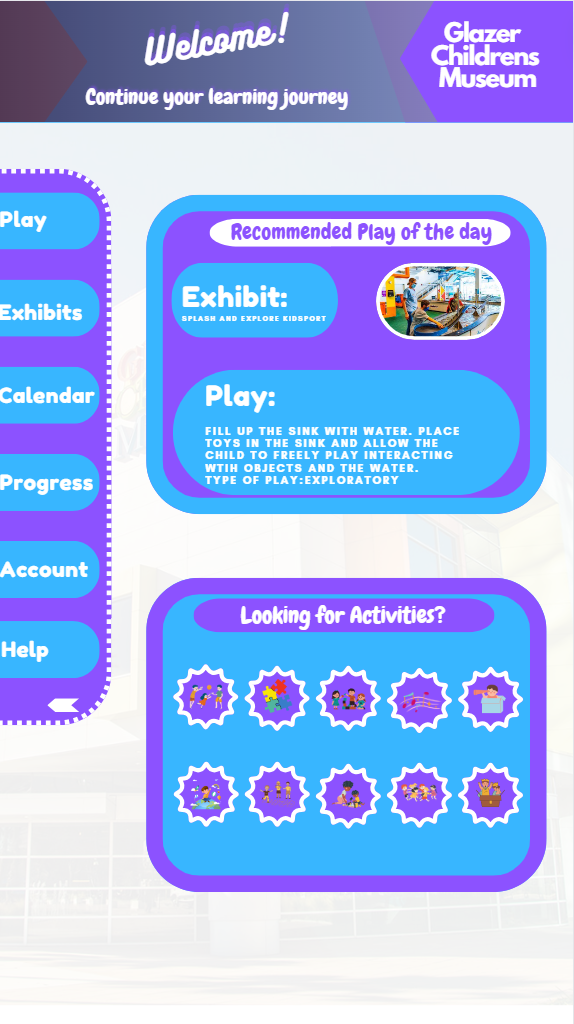 Welcome!
Continue your learning journey
Glazer
Childrens
Museum
Play
Exhibits
Calendar
Progress
Account
Help
Recommended Play of the day
Exhibit:
SPLASH AND EXPLORE KIDSPORT
Play:
FILL UP THE SINK WITH WATER. PLACE
TOYS IN THE SINK AND ALLOW THE
CHILD TO FREELY PLAY INTERACTING
WTIH OBJECTS AND THE WATER.
TYPE OF PLAY:EXPLORATORY
Looking for Activities?